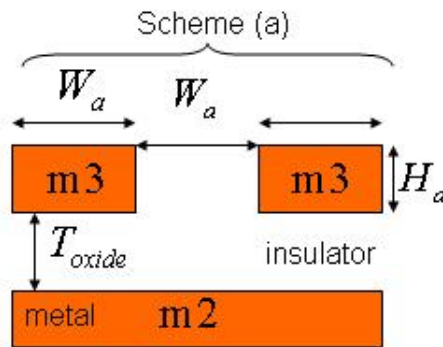 Scheme (a)
W_a W_a
m3 m3 H_a
T_oxide insulator
metal m2